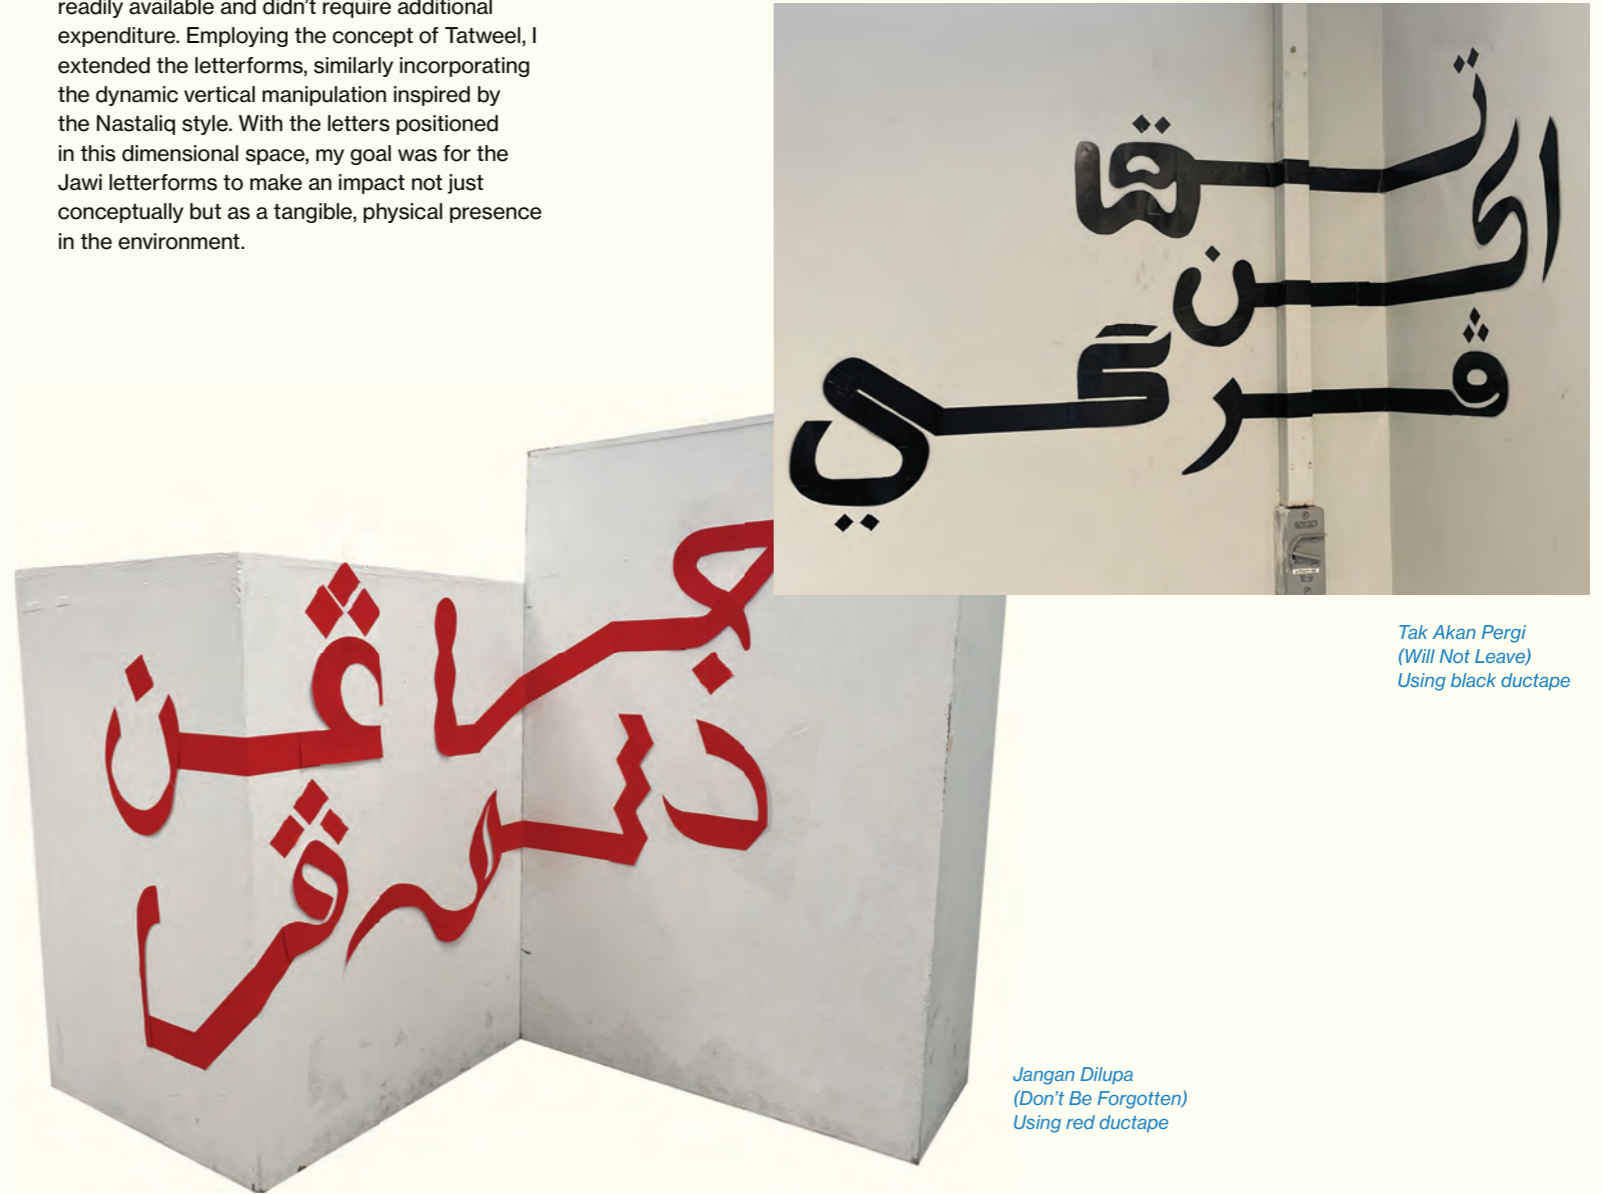 readily available and didn't require additional
expenditure. Employing the concept of Tatweel, I
extended the letterforms, similarly incorporating
the dynamic vertical manipulation inspired by
the Nastaliq style. With the letters positioned
in this dimensional space, my goal was for the
Jawi letterforms to make an impact not just
conceptually but as a tangible, physical presence
in the environment.
تق
اکن
ڤرݢي
Tak Akan Pergi
(Will Not Leave)
Using black ductape
جاڠن
دلوڤا
Jangan Dilupa
(Don't Be Forgotten)
Using red ductape